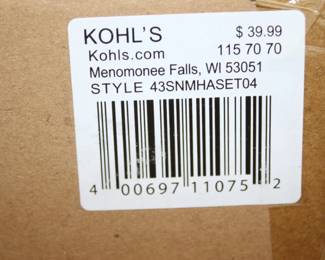 KOHL'S $ 39.99
Kohls.com 115 70 70
Menomonee Falls, WI 53051
STYLE 43SNMHASET04
4 00697 11075 2